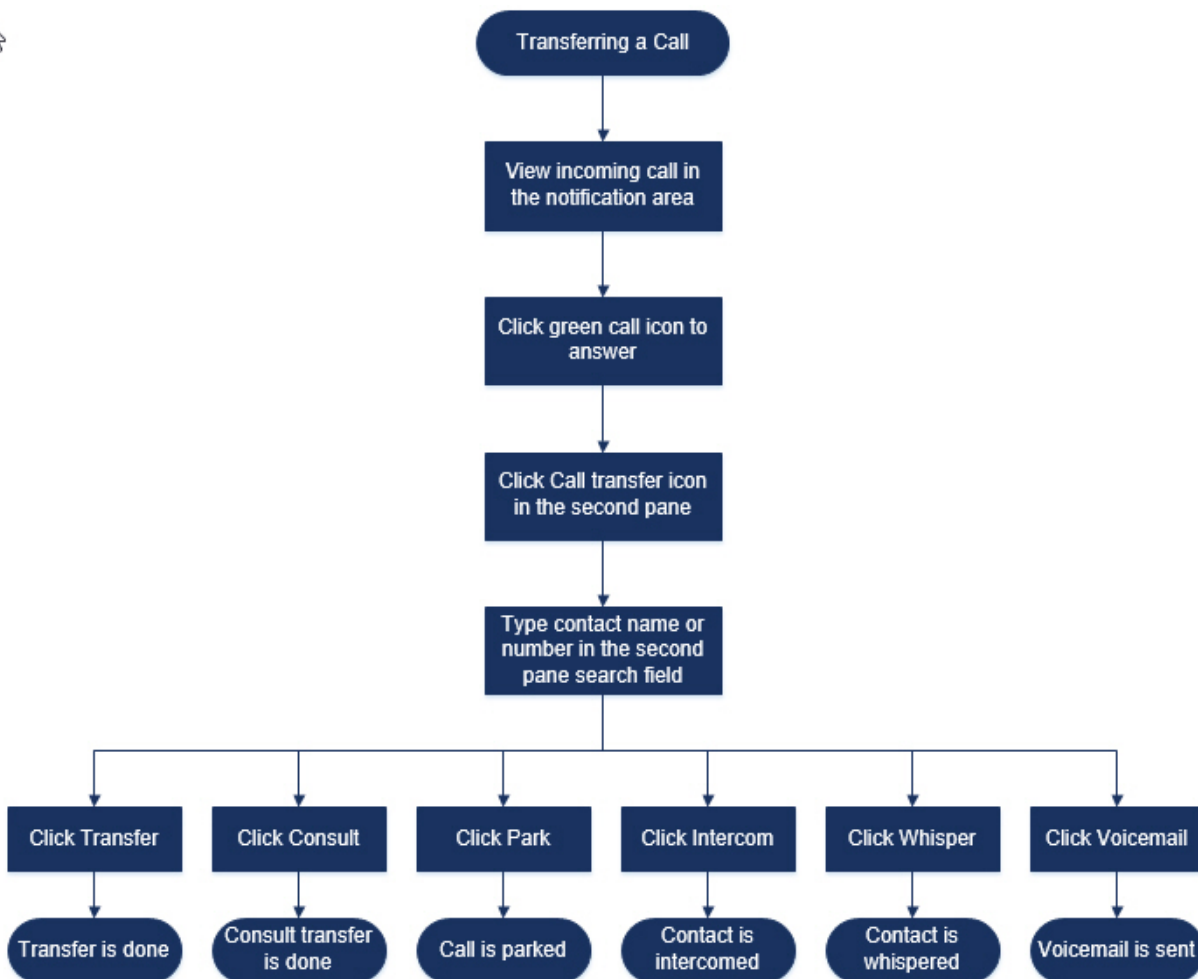 Transferring a Call
View incoming call in
the notification area
Click green call icon to
answer
Click Call transfer icon
in the second pane
Type contact name or
number in the second
pane search field
Click Transfer
Click Consult
Click Park
Click Intercom
Click Whisper
Click Voicemail
Transfer is done
Consult transfer
is done
Call is parked
Contact is
intercomed
Contact is
whispered
Voicemail is sent